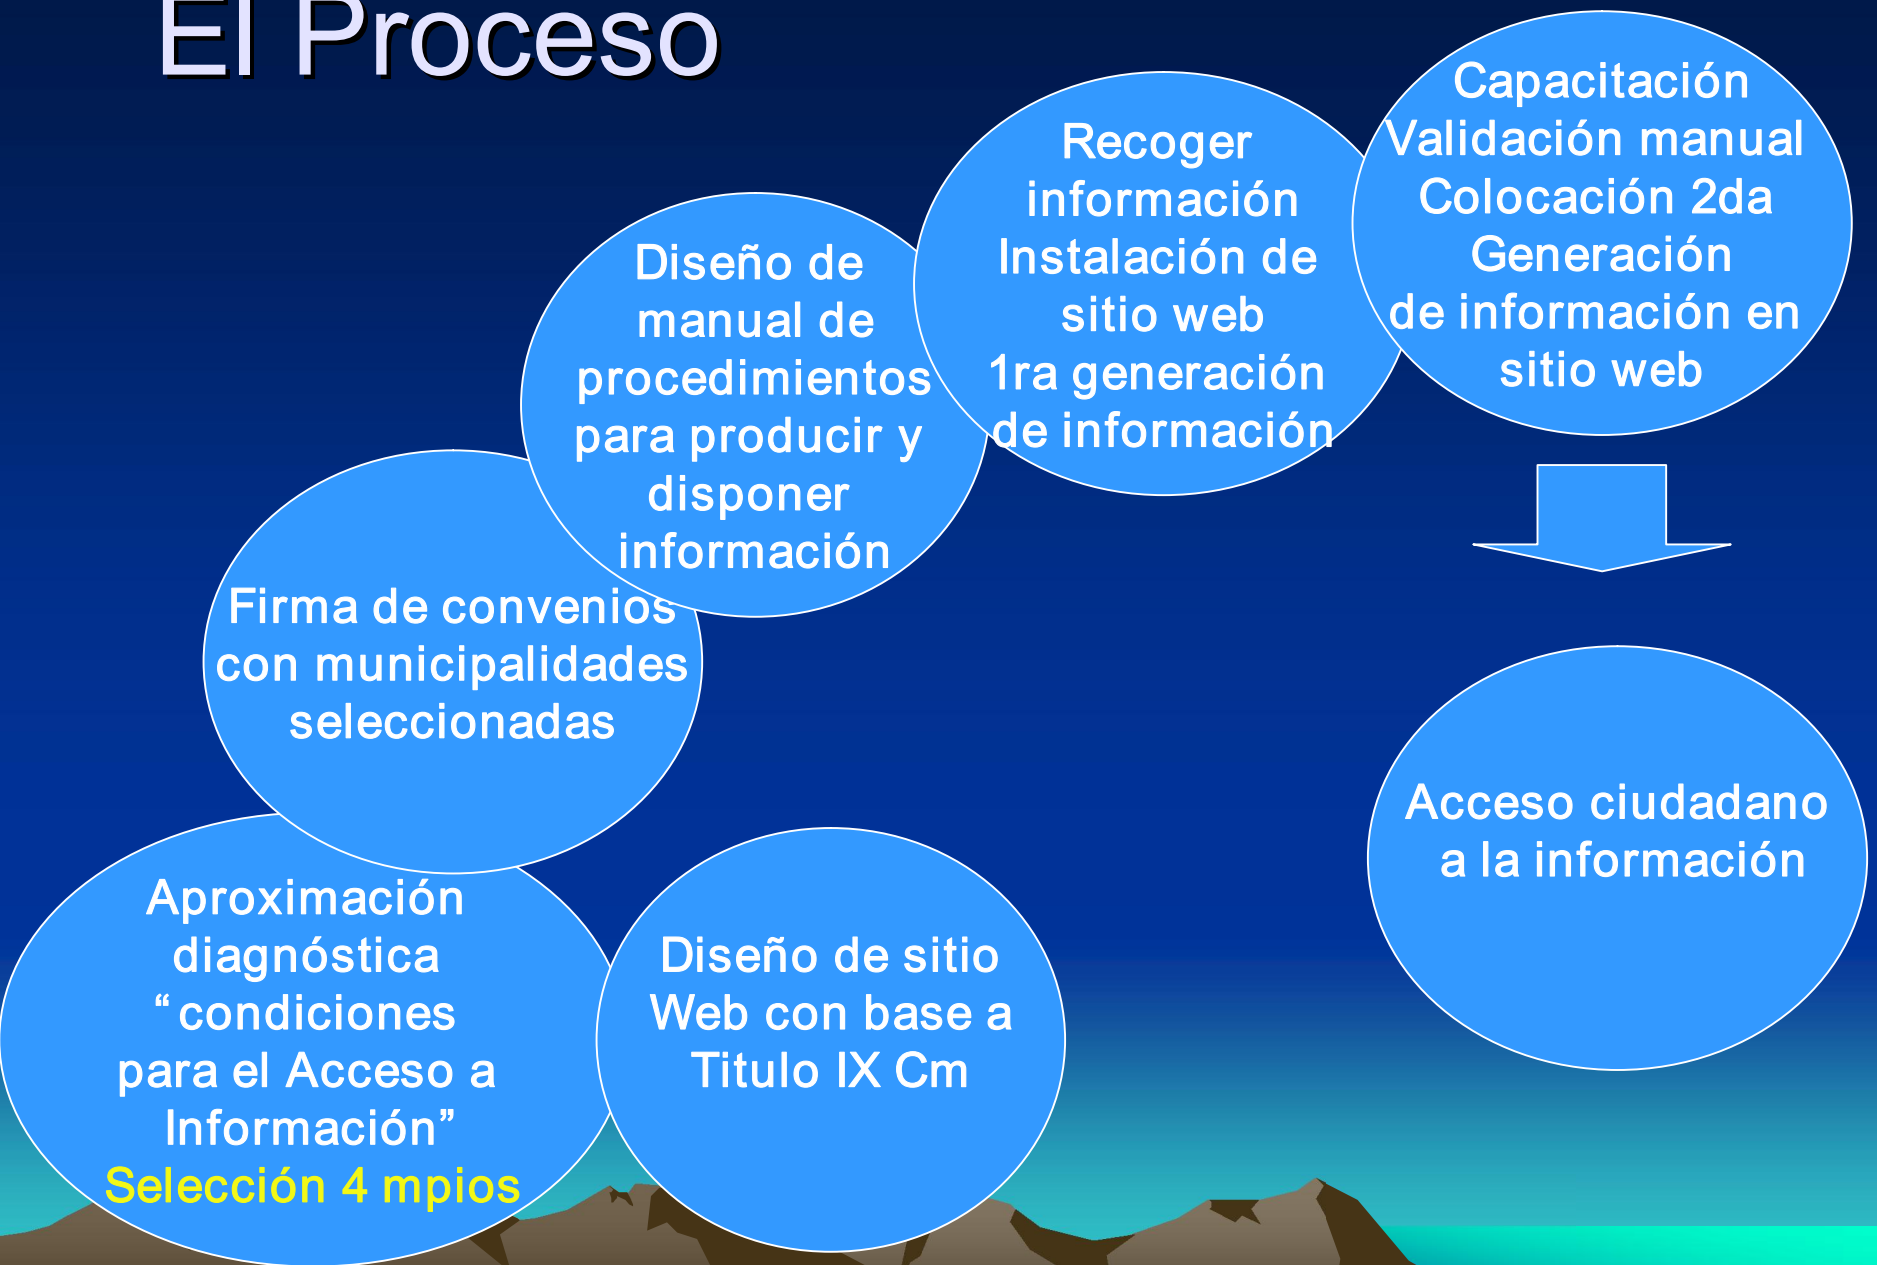 El Proceso
Capacitación
Validación manual
Colocación 2da
Generación
de información en
sitio web
Recoger
información
Instalación de
sitio web
1ra generación
de información
Diseño de
manual de
procedimientos
para producir y
disponer
información
Firma de convenios
con municipalidades
seleccionadas
Aproximación
diagnóstica
“condiciones
para el Acceso a
Información”
Selección 4 mpios
Diseño de sitio
Web con base a
Titulo IX Cm
Acceso ciudadano
a la información